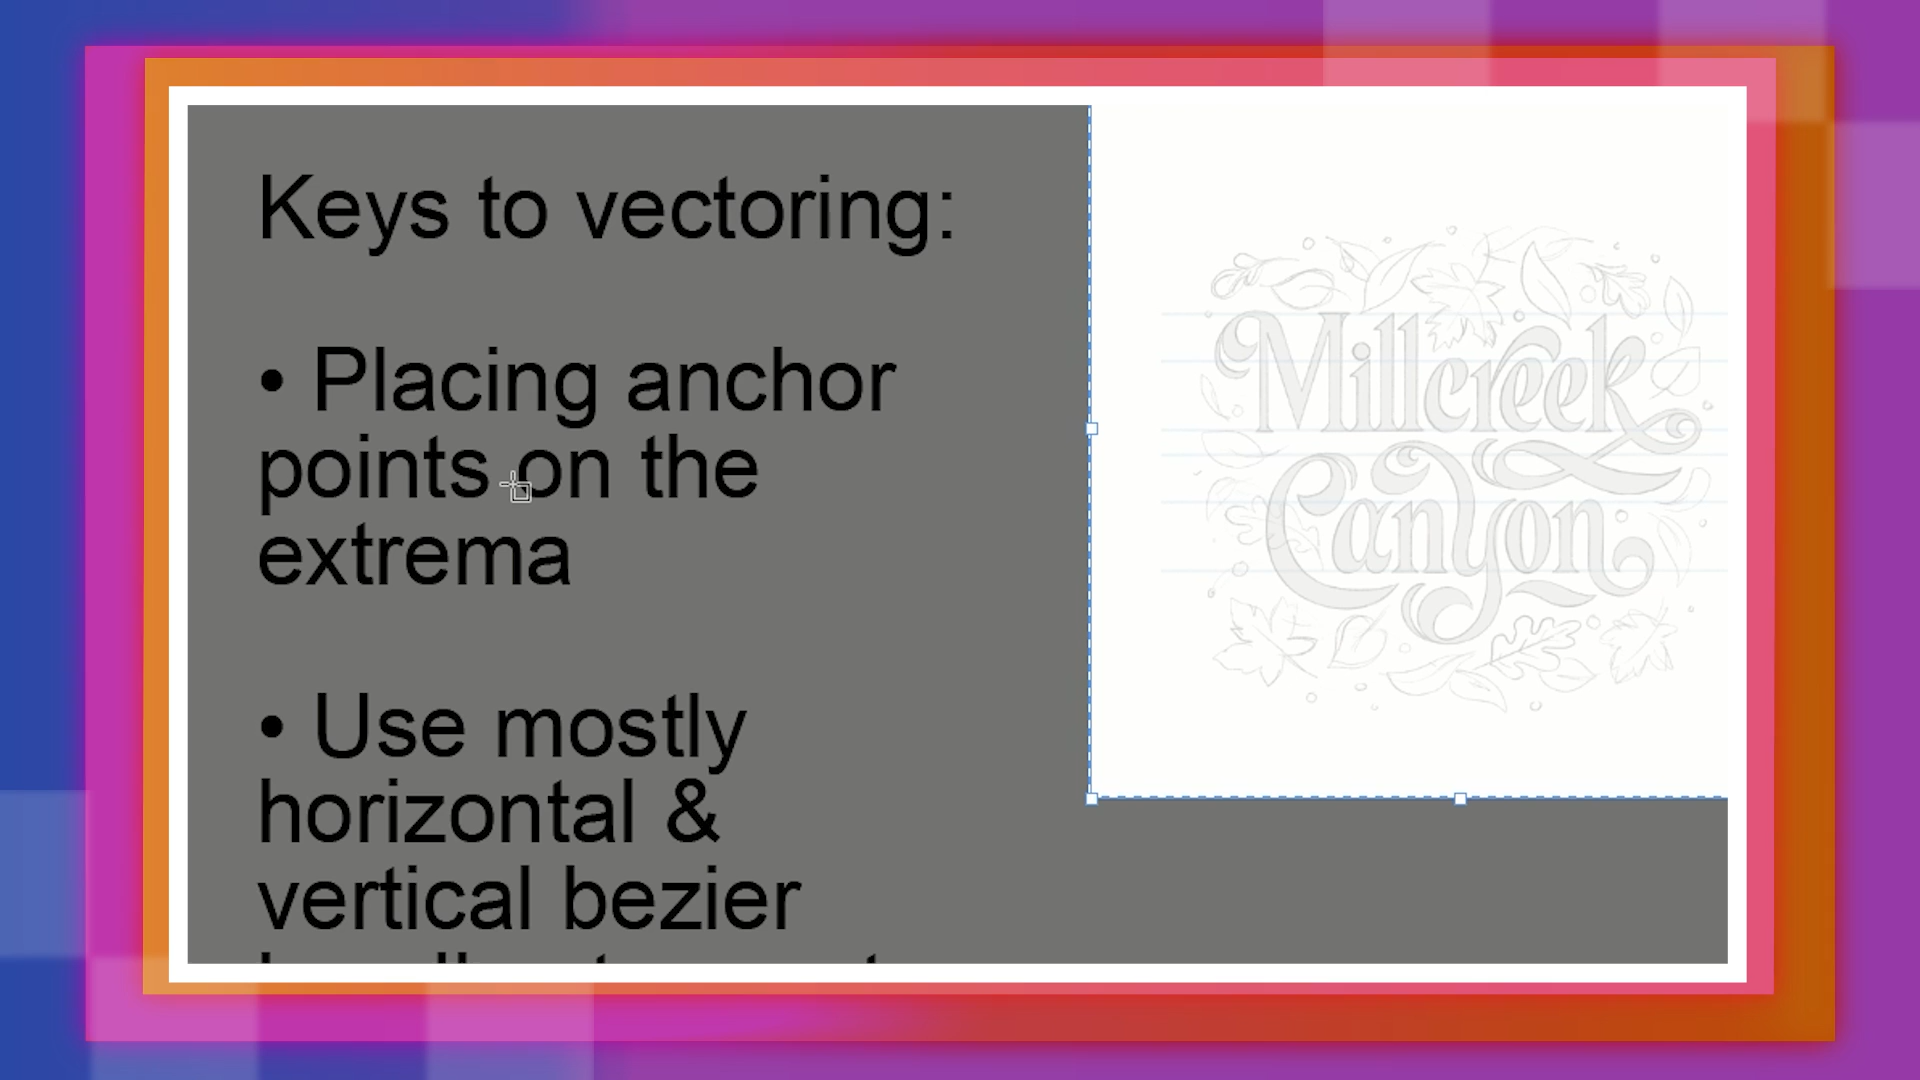 Keys to vectoring:
• Placing anchor
points on the
extrema
• Use mostly
horizontal &
vertical bezier
Millcreek
Canyon